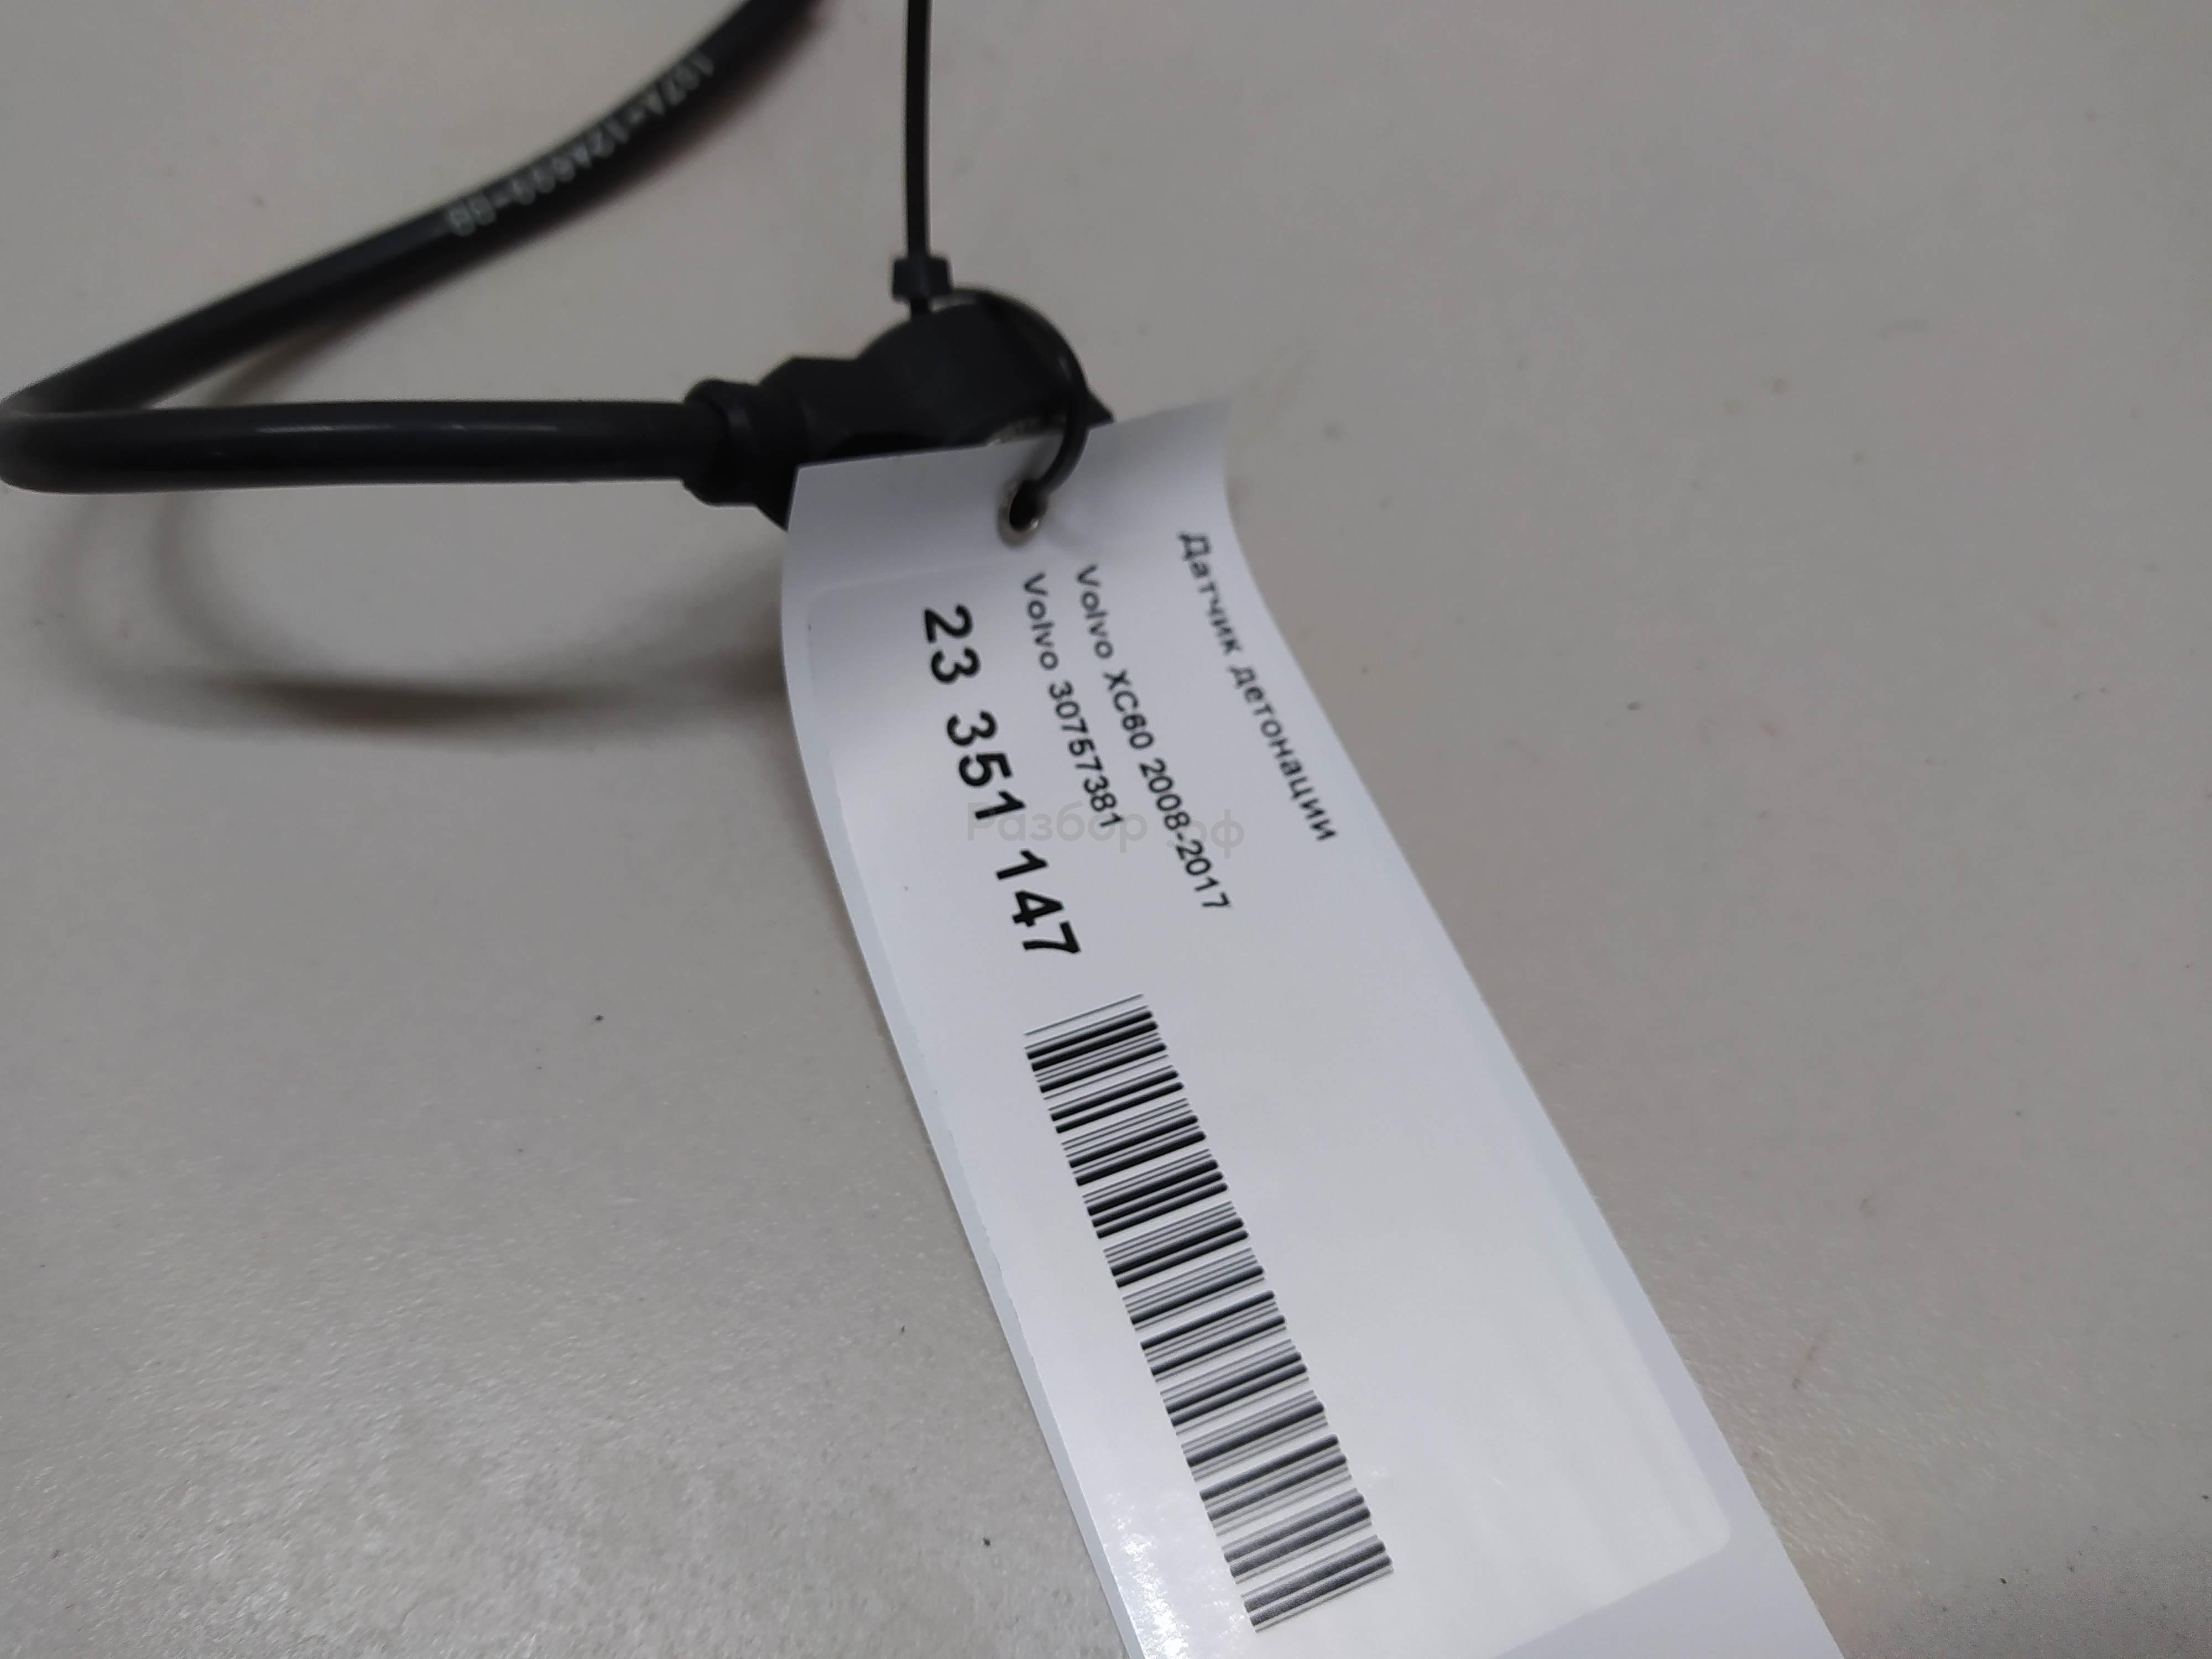 Датчик детонации
Volvo XC60 2008-2017
Volvo 30757381
23 351 147
Разбор.рф